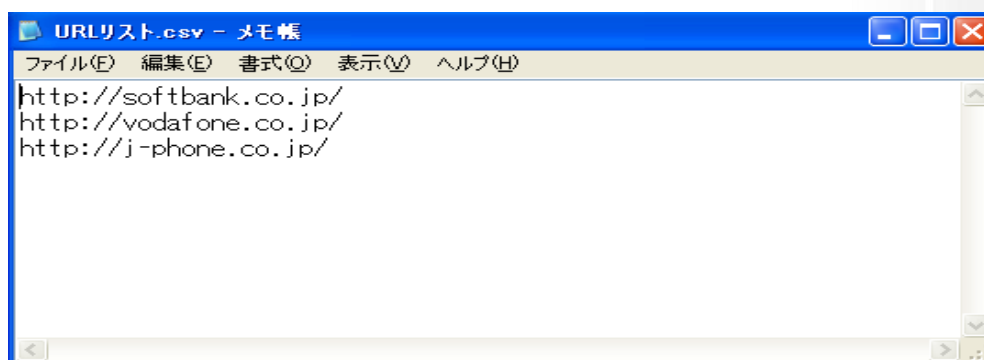 URLリスト.csv - メモ帳
ファイル(F) 編集(E) 書式(O) 表示(V) ヘルプ(H)
http://softbank.co.jp/
http://vodafone.co.jp/
http://j-phone.co.jp/